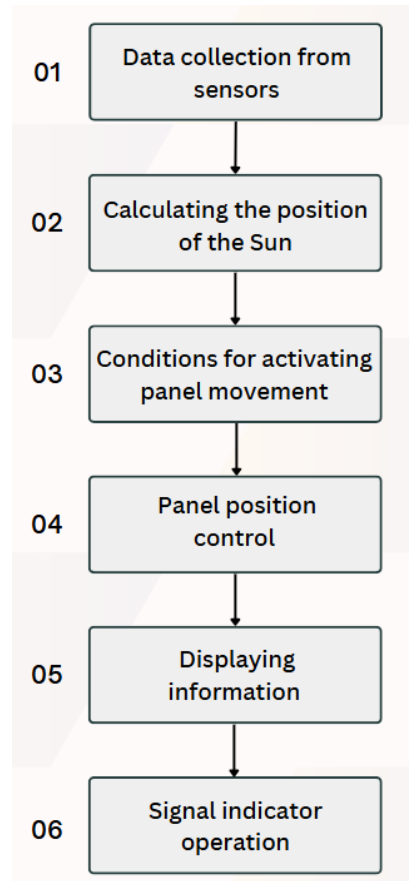 01
Data collection from
sensors
02
Calculating the position
of the Sun
03
Conditions for activating
panel movement
04
Panel position
control
05
Displaying
information
06
Signal indicator
operation